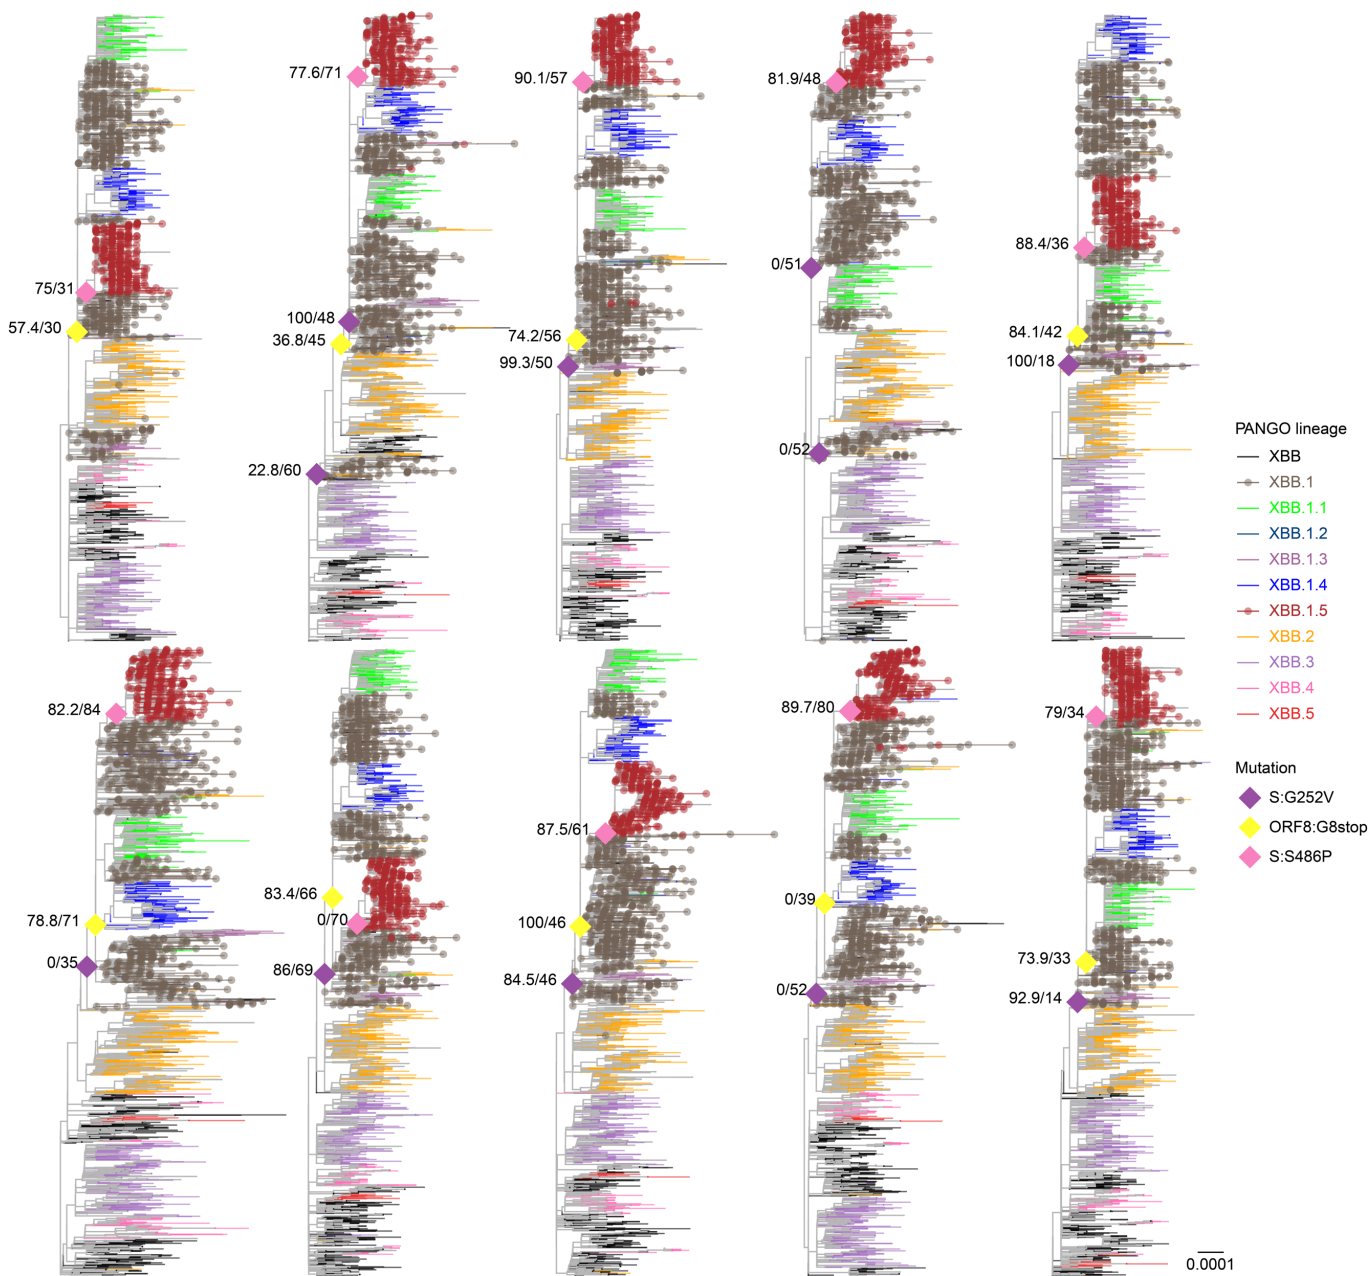 77.6/71
90.1/57
81.9/48
88.4/36
0/51
75/31
57.4/30
100/48
36.8/45
74.2/56
99.3/50
84.1/42
100/18
22.8/60
0/52
PANGO lineage
XBB
XBB.1
XBB.1.1
XBB.1.2
XBB.1.3
XBB.1.4
XBB.1.5
XBB.2
XBB.3
XBB.4
XBB.5
Mutation
S:G252V
ORF8:G8stop
S:S486P
82.2/84
89.7/80
79/34
87.5/61
83.4/66
0/70
78.8/71
100/46
0/39
0/35
86/69
84.5/46
0/52
73.9/33
92.9/14
0.0001